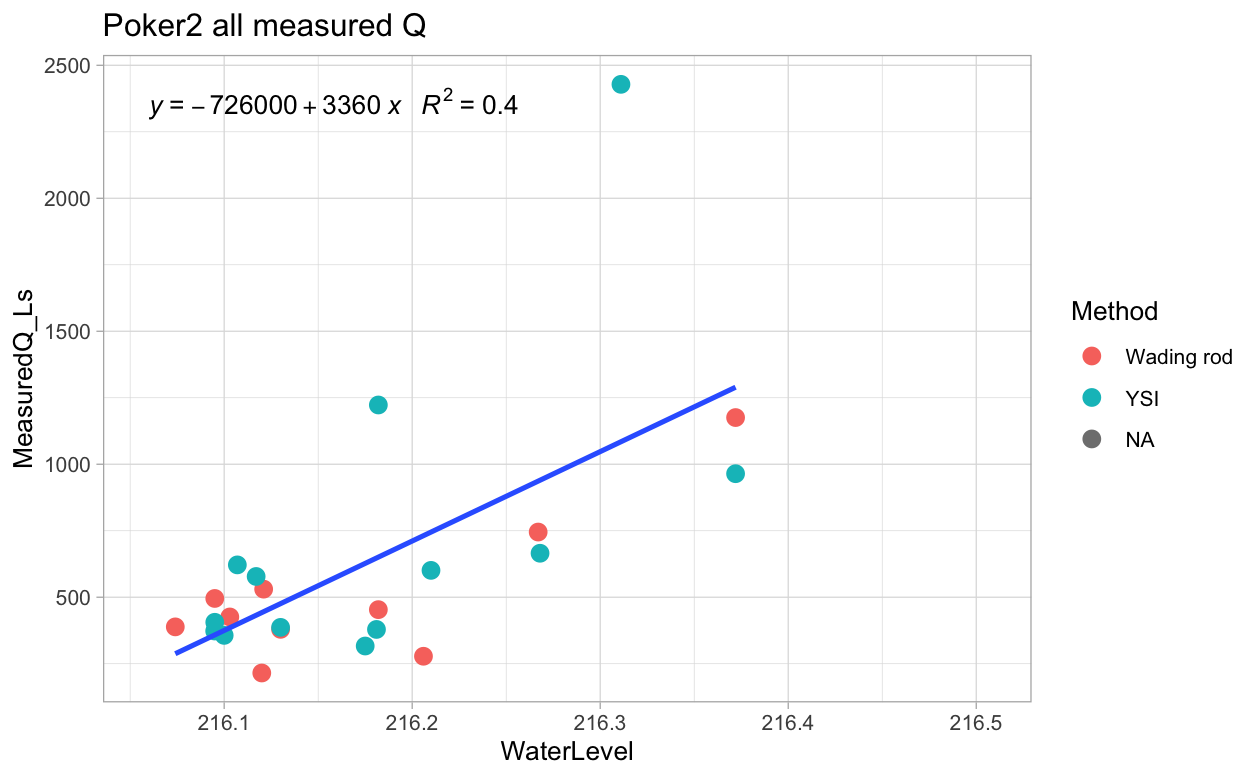 Poker2 all measured Q
y = − 726000 + 3360 x R² = 0.4
2500
2000
1500
1000
500
MeasuredQ_Ls
216.1 216.2 216.3 216.4 216.5
WaterLevel
Method
Wading rod
YSI
NA